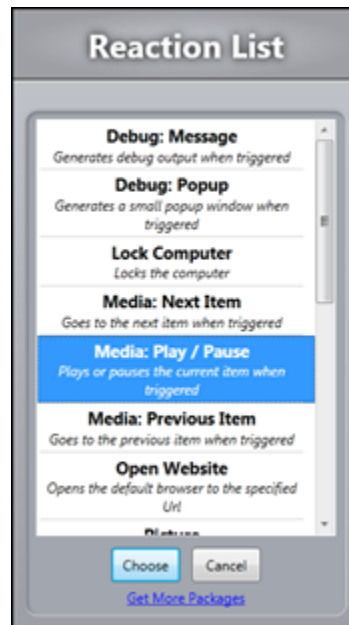 Reaction List
Debug: Message
Generates debug output when triggered
Debug: Popup
Generates a small popup window when
triggered
Lock Computer
Locks the computer
Media: Next Item
Goes to the next item when triggered
Media: Play / Pause
Plays or pauses the current item when
triggered
Media: Previous Item
Goes to the previous item when triggered
Open Website
Opens the default browser to the specified
Url
Picture
Choose
Cancel
Get More Packages